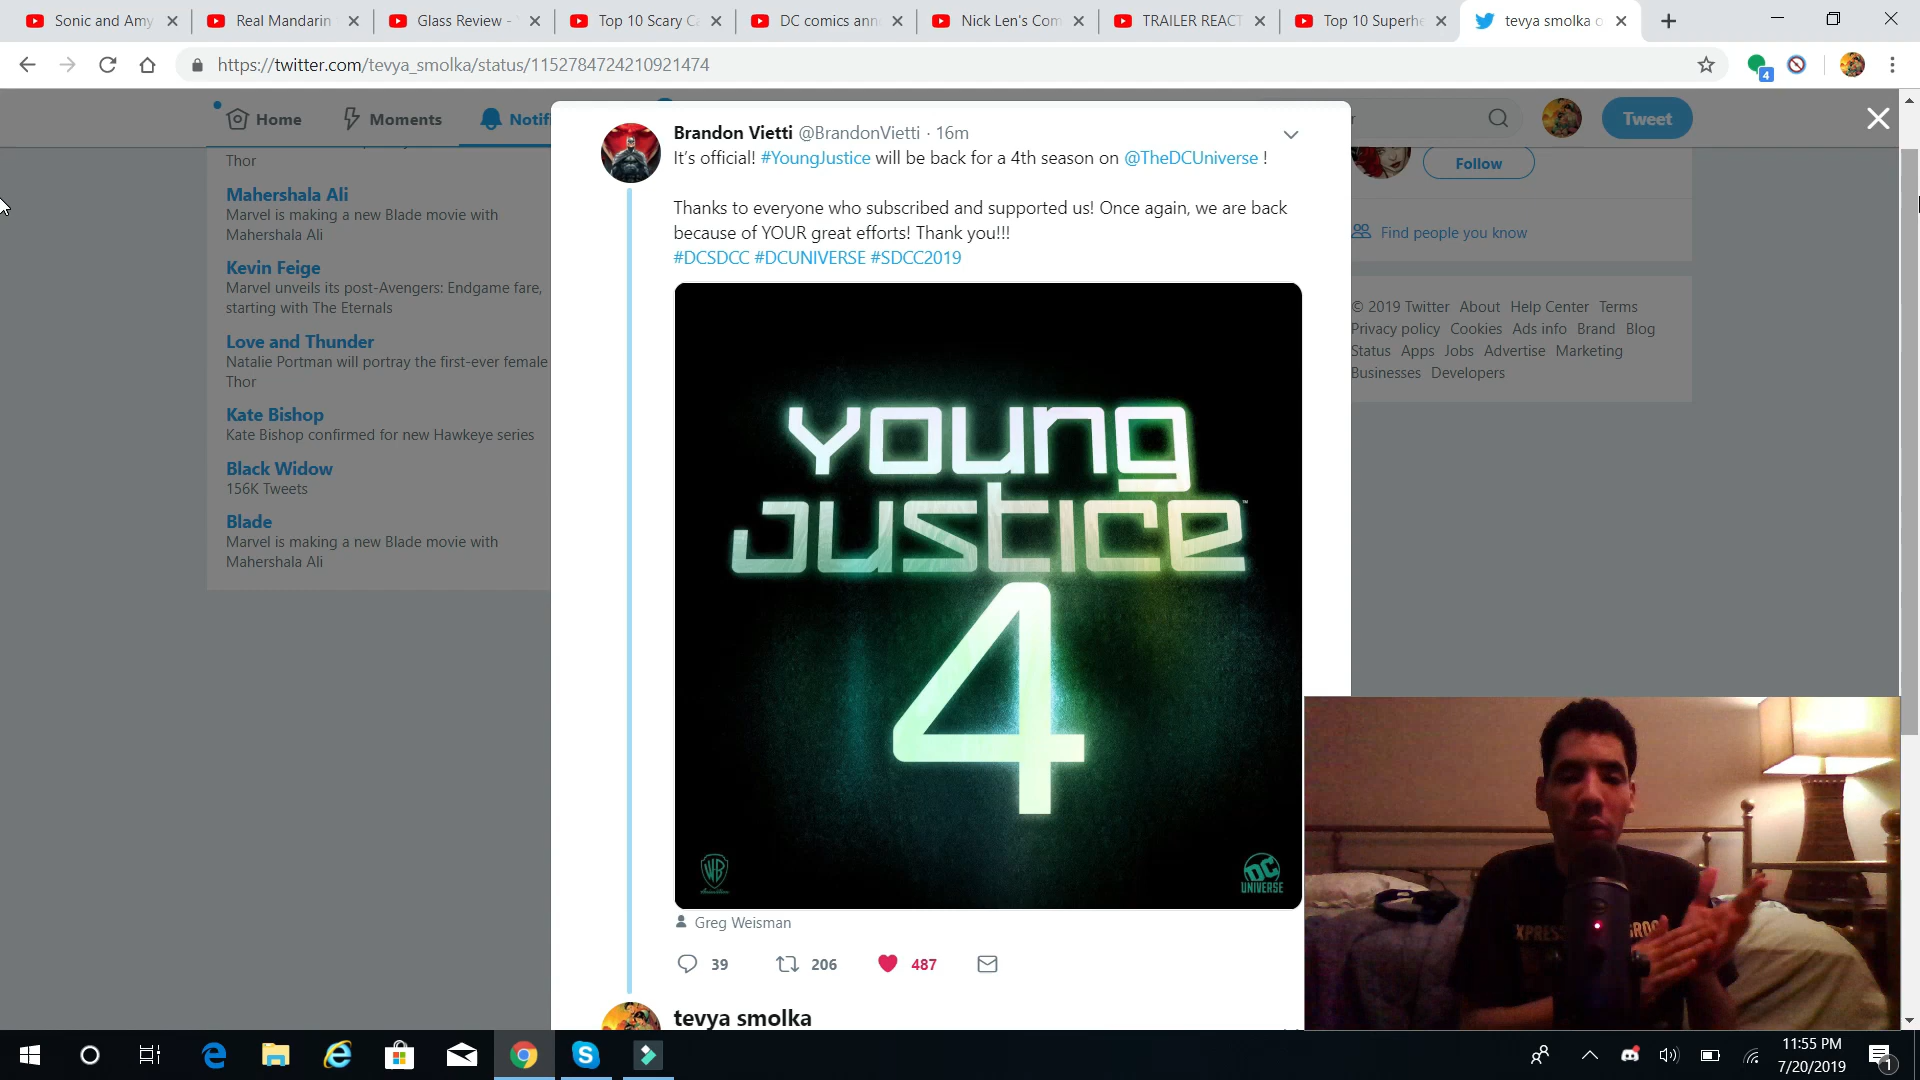 Sonic and Amy
Real Mandarin
Glass Review -
Top 10 Scary Ca
DC comics ann
Nick Len's Com
TRAILER REACT
Top 10 Superhe
tevya smolka o
https://twitter.com/tevya_smolka/status/1152784724210921474
4
Home
Moments
Notif
Tweet
Thor
Mahershala Ali
Marvel is making a new Blade movie with
Mahershala Ali
Kevin Feige
Marvel unveils its post-Avengers: Endgame fare,
starting with The Eternals
Love and Thunder
Natalie Portman will portray the first-ever female
Thor
Kate Bishop
Kate Bishop confirmed for new Hawkeye series
Black Widow
156K Tweets
Blade
Marvel is making a new Blade movie with
Mahershala Ali
Brandon Vietti @BrandonVietti · 16m
It's official! #YoungJustice will be back for a 4th season on @TheDCUniverse !
Thanks to everyone who subscribed and supported us! Once again, we are back
because of YOUR great efforts! Thank you!!!
#DCSDCC #DCUNIVERSE #SDCC2019
young
justice
™
4
WB
DC
UNIVERSE
Greg Weisman
39
206
487
tevya smolka
Follow
Find people you know
© 2019 Twitter About Help Center Terms
Privacy policy Cookies Ads info Brand Blog
Status Apps Jobs Advertise Marketing
Businesses Developers
XPRES
11:55 PM
7/20/2019
1